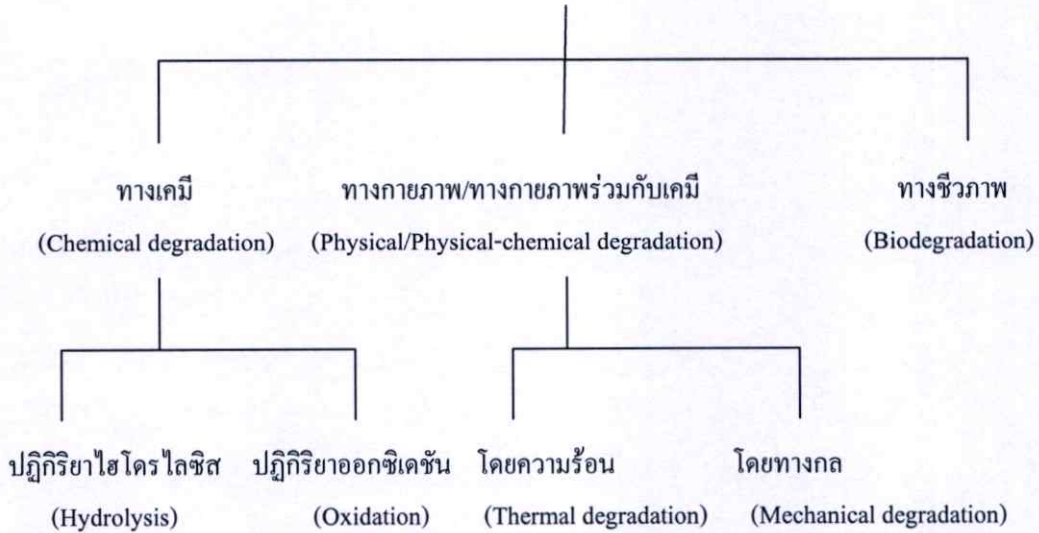 ทางเคมี ทางกายภาพ/ทางกายภาพร่วมกับเคมี ทางชีวภาพ
(Chemical degradation) (Physical/Physical-chemical degradation) (Biodegradation)
ปฏิกิริยาไฮโดรไลซิส ปฏิกิริยาออกซิเดชัน โดยความร้อน โดยทางกล
(Hydrolysis) (Oxidation) (Thermal degradation) (Mechanical degradation)